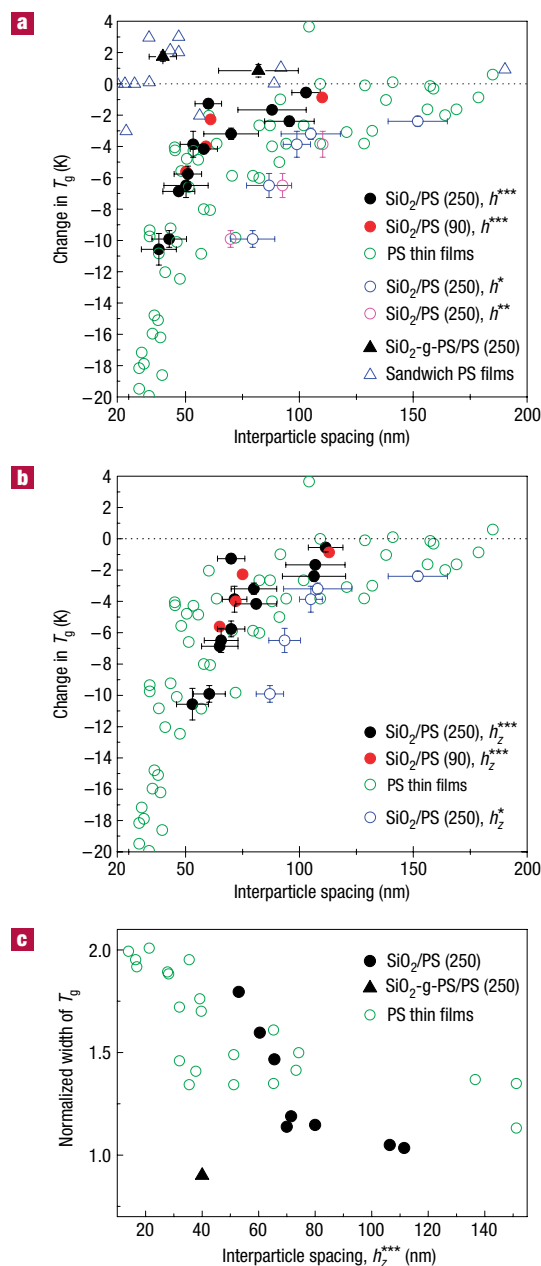 a
4
2
0
−2
−4
−6
−8
−10
−12
−14
−16
−18
−20
Change in Tg (K)
SiO2/PS (250), h***
SiO2/PS (90), h***
PS thin films
SiO2/PS (250), h*
SiO2/PS (250), h**
SiO2-g-PS/PS (250)
Sandwich PS films
20 50 100 150 200
Interparticle spacing (nm)
b
4
2
0
−2
−4
−6
−8
−10
−12
−14
−16
−18
−20
Change in Tg (K)
SiO2/PS (250), hz***
SiO2/PS (90), hz***
PS thin films
SiO2/PS (250), hz*
20 50 100 150 200
Interparticle spacing (nm)
c
2.0
1.5
1.0
Normalized width of Tg
SiO2/PS (250)
SiO2-g-PS/PS (250)
PS thin films
20 40 60 80 100 120 140
Interparticle spacing, hz*** (nm)